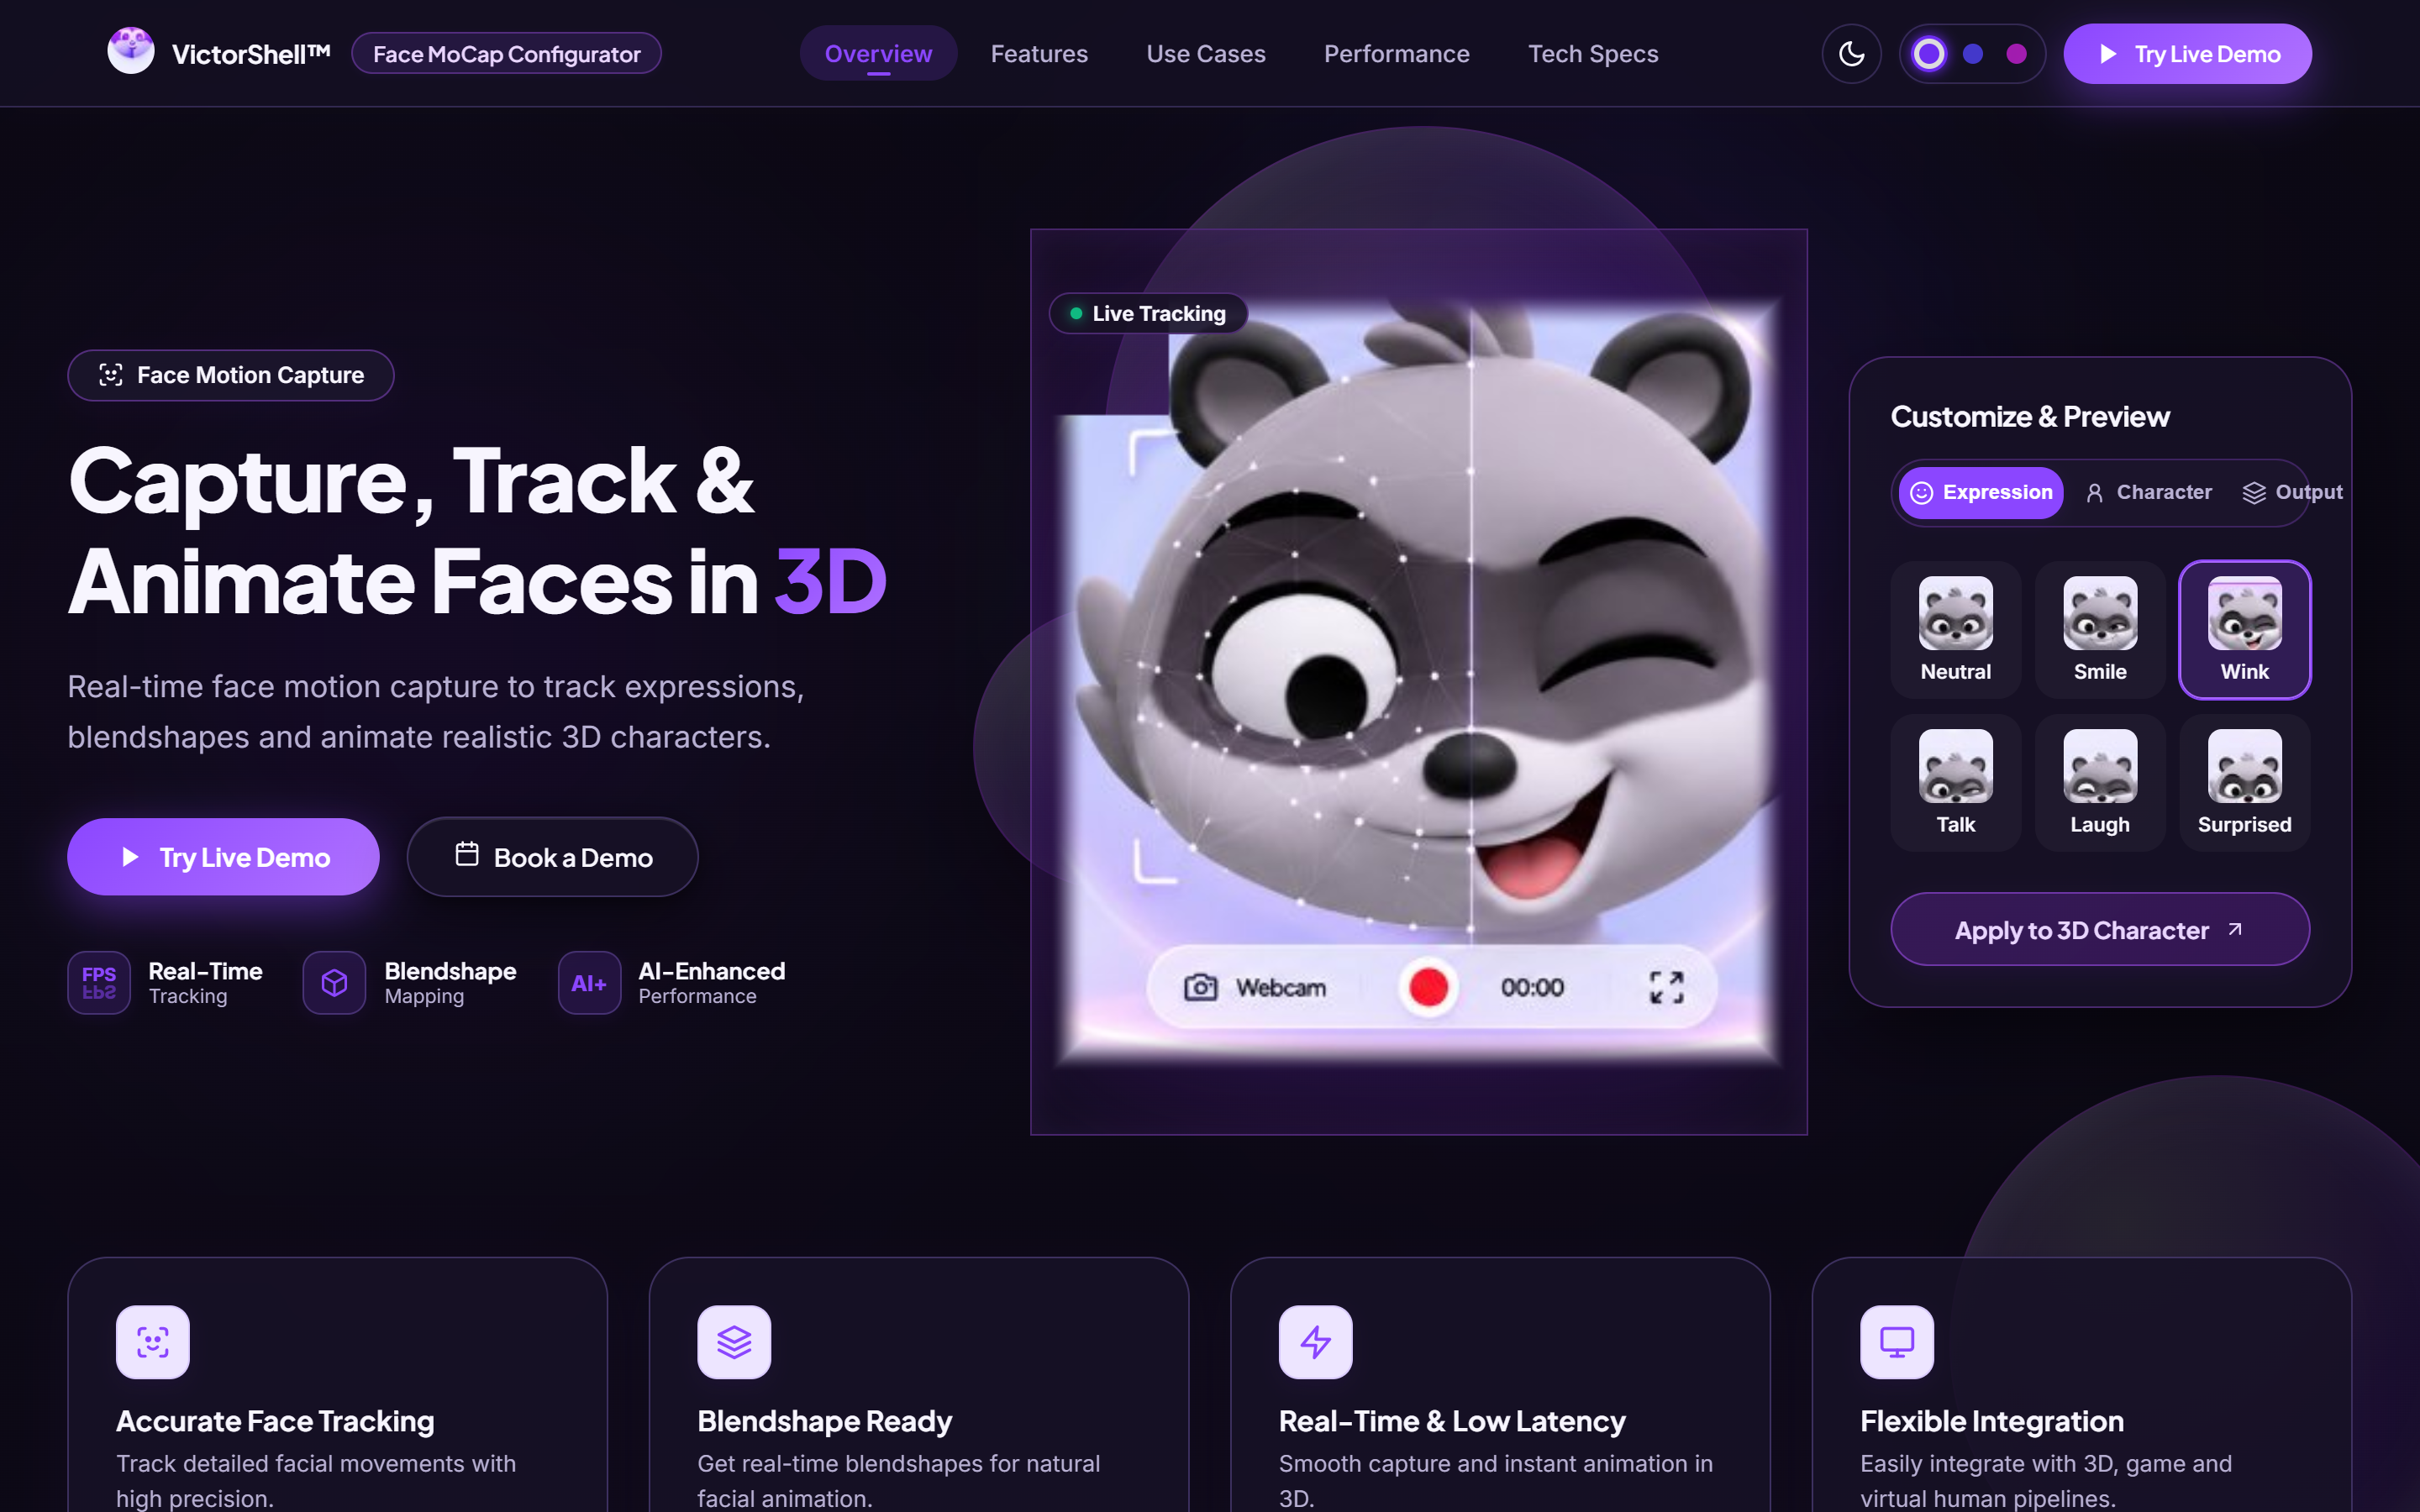 VictorShell™
Face MoCap Configurator
Overview
Features
Use Cases
Performance
Tech Specs
Try Live Demo
Face Motion Capture
Capture, Track &
Animate Faces in 3D
Real-time face motion capture to track expressions,
blendshapes and animate realistic 3D characters.
Try Live Demo
Book a Demo
FPS
FPS
Real-Time
Tracking
Blendshape
Mapping
AI+
AI-Enhanced
Performance
Live Tracking
Webcam
00:00
Customize & Preview
Expression
Character
Output
Neutral
Smile
Wink
Talk
Laugh
Surprised
Apply to 3D Character
Accurate Face Tracking
Track detailed facial movements with
high precision.
Blendshape Ready
Get real-time blendshapes for natural
facial animation.
Real-Time & Low Latency
Smooth capture and instant animation in
3D.
Flexible Integration
Easily integrate with 3D, game and
virtual human pipelines.